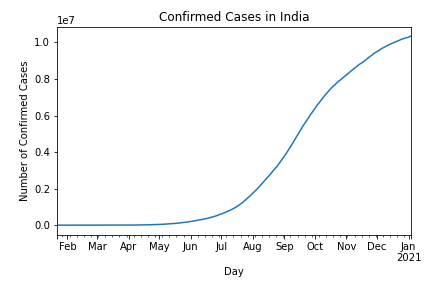 Confirmed Cases in India
1e7
Number of Confirmed Cases
1.0
0.8
0.6
0.4
0.2
0.0
Feb Mar Apr May Jun Jul Aug Sep Oct Nov Dec Jan
2021
Day